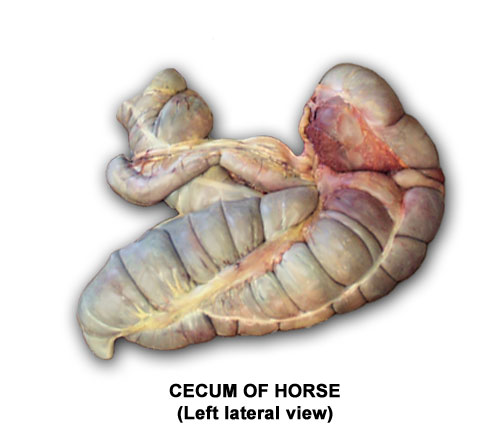 CECUM OF HORSE
(Left lateral view)